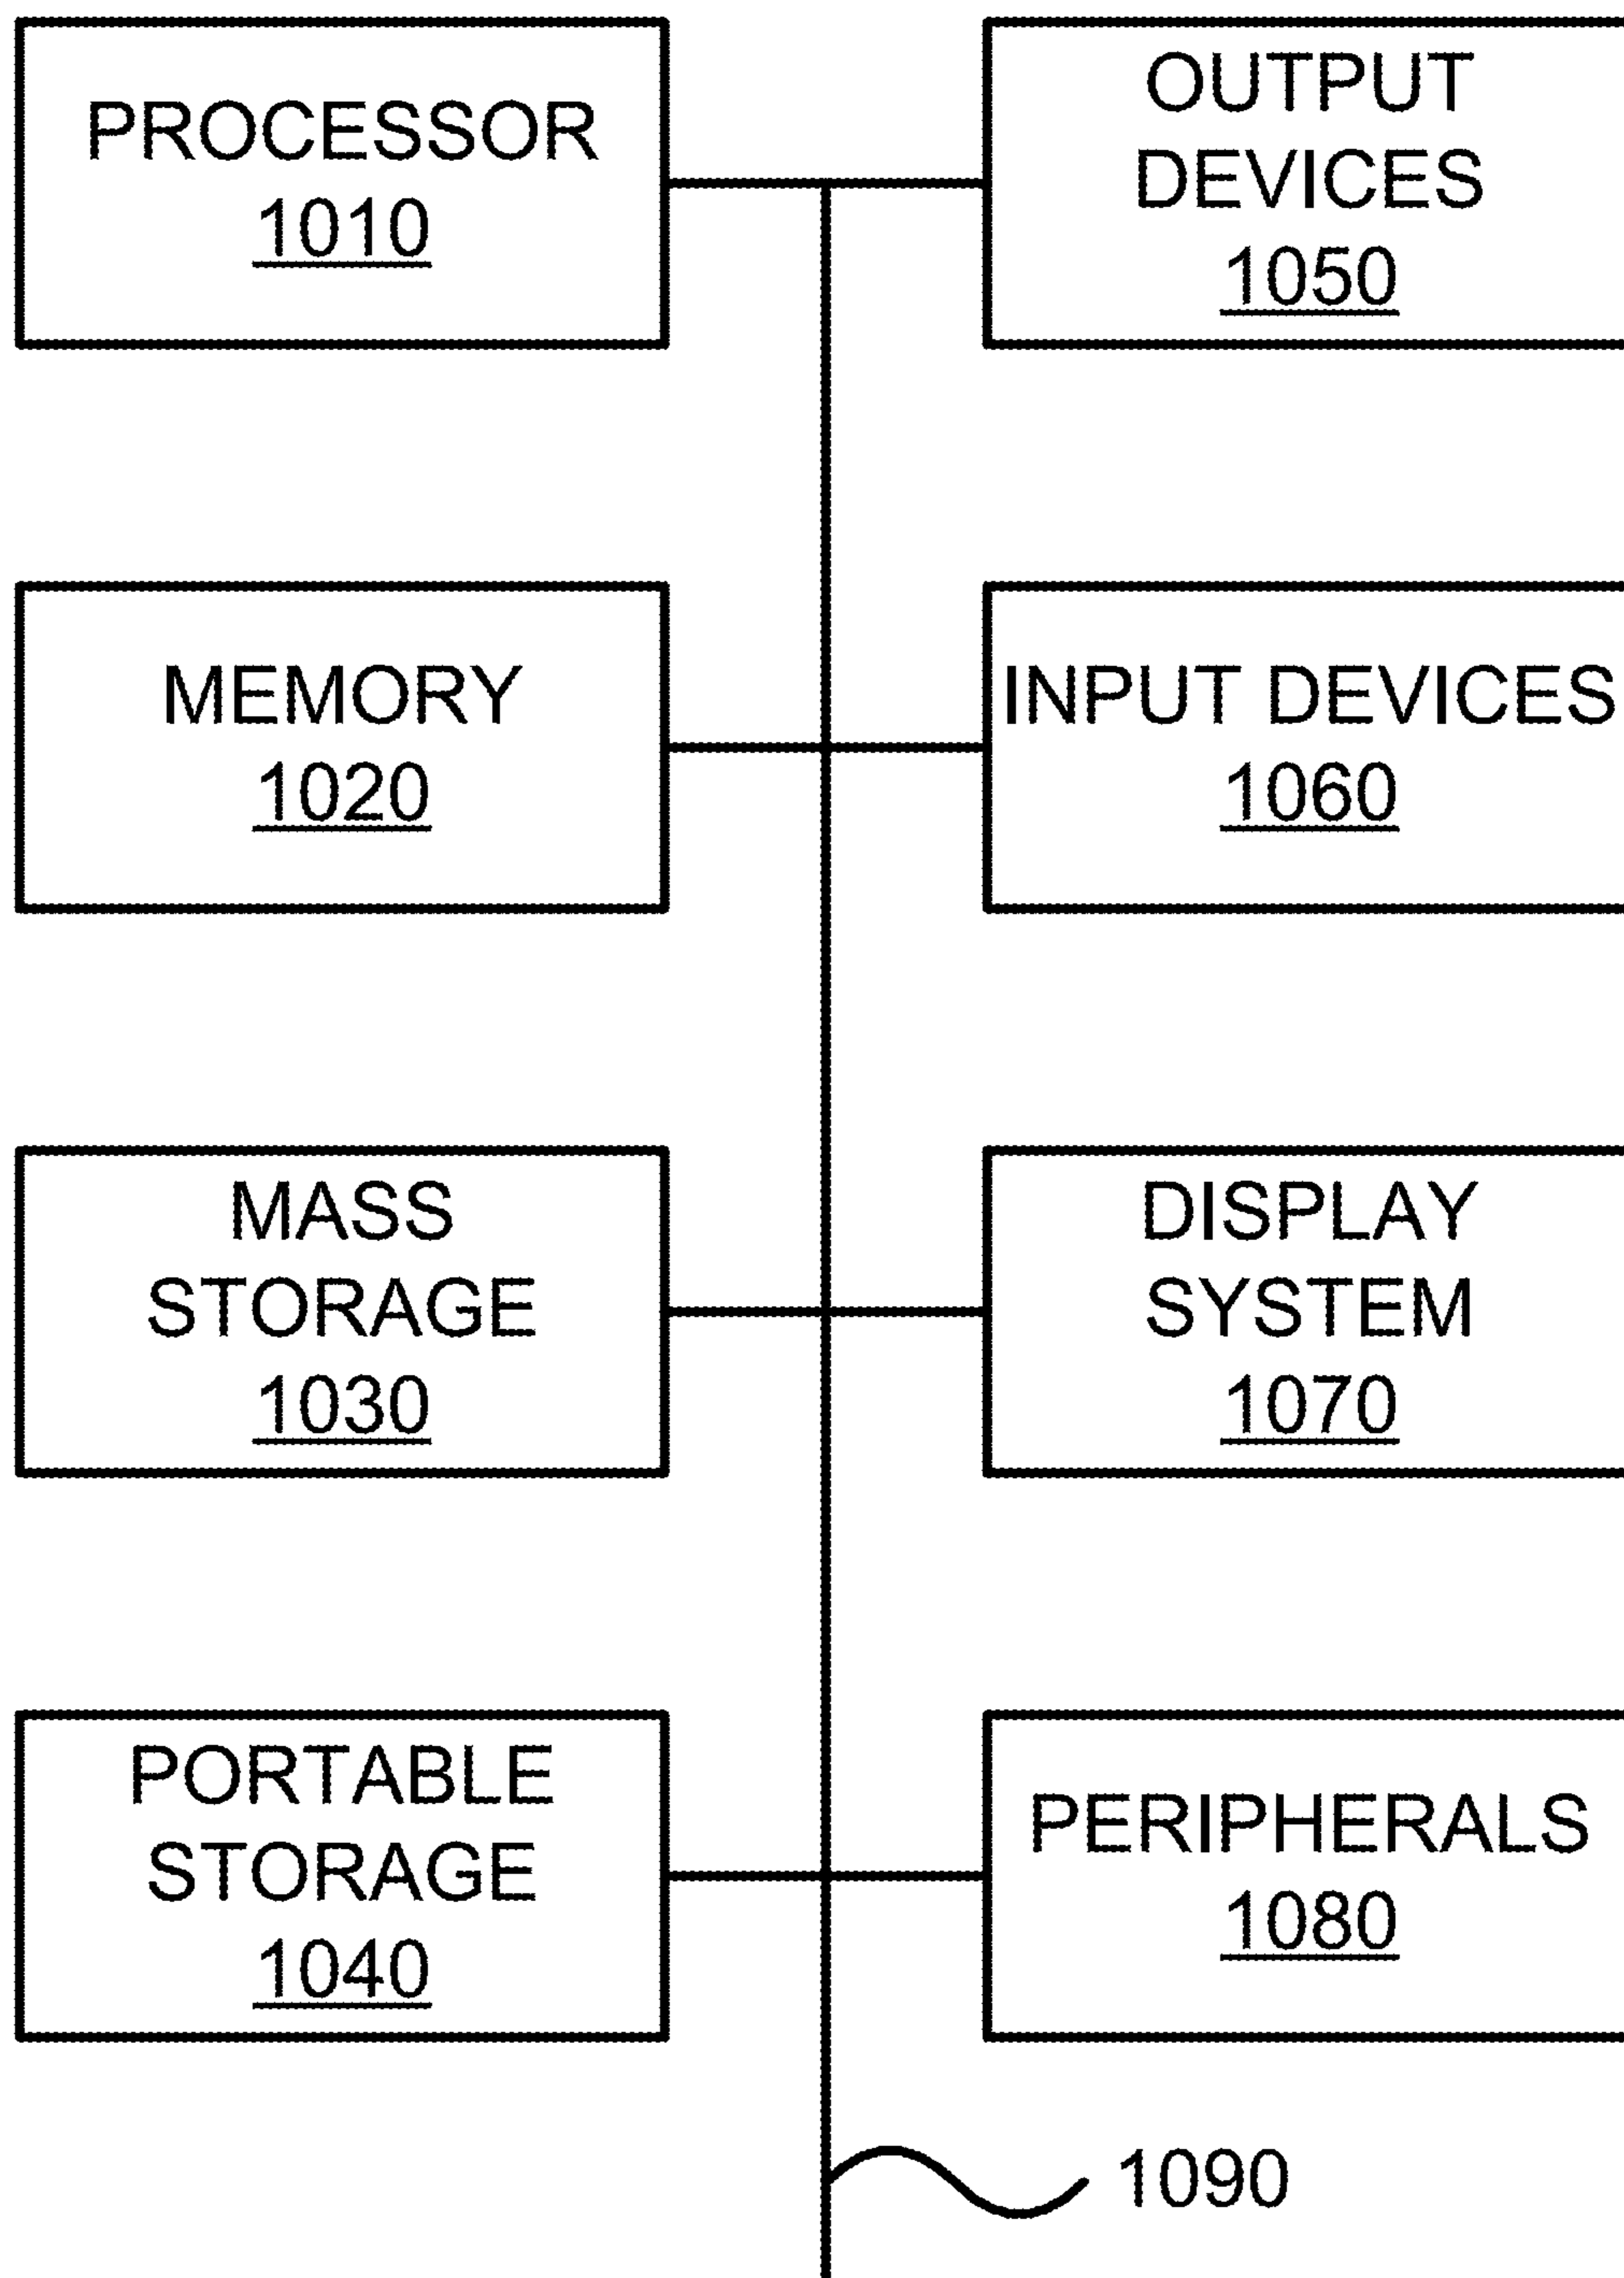 PROCESSOR
1010
OUTPUT
DEVICES
1050
MEMORY
1020
INPUT DEVICES
1060
MASS
STORAGE
1030
DISPLAY
SYSTEM
1070
PORTABLE
STORAGE
1040
PERIPHERALS
1080
1090